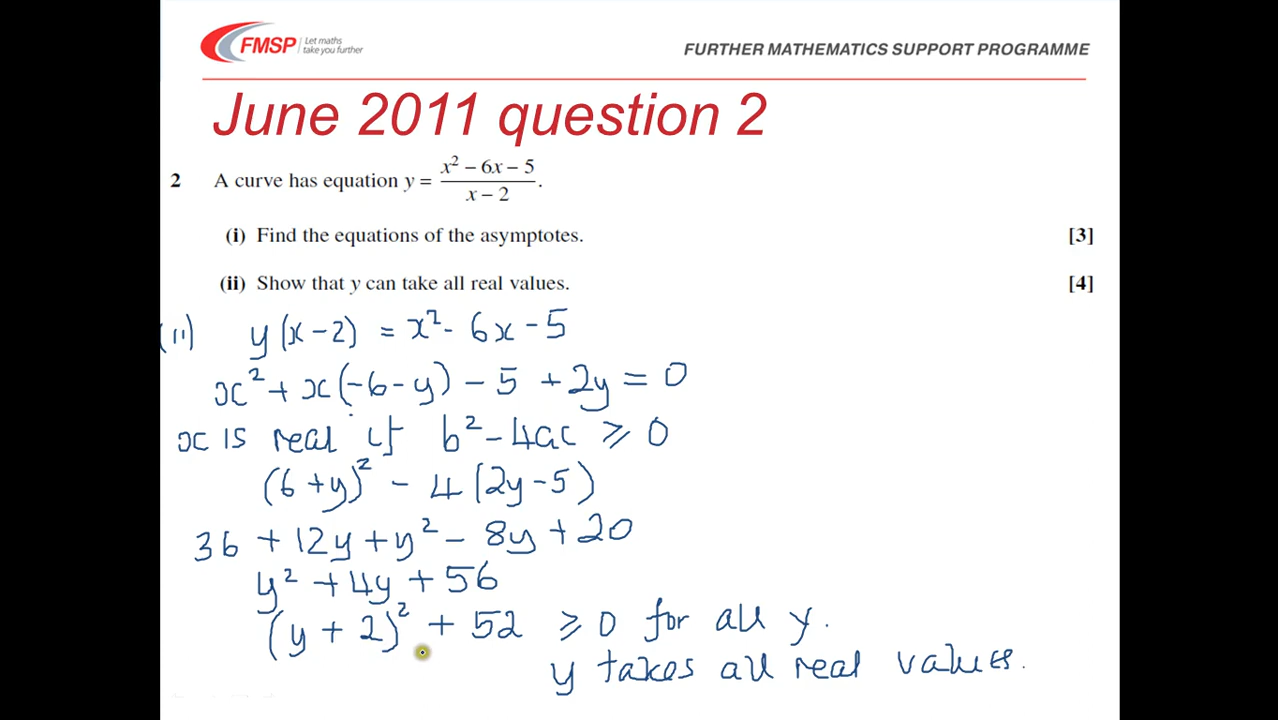 FMSP Let maths take you further
FURTHER MATHEMATICS SUPPORT PROGRAMME
June 2011 question 2
2 A curve has equation y = (x² − 6x − 5)/(x − 2).
(i) Find the equations of the asymptotes. [3]
(ii) Show that y can take all real values. [4]
(ii) y(x − 2) = x² − 6x − 5
x² + x(−6 − y) − 5 + 2y = 0
x is real if b² − 4ac ≥ 0
(6 + y)² − 4(2y − 5)
36 + 12y + y² − 8y + 20
y² + 4y + 56
(y + 2)² + 52 ≥ 0 for all y.
y takes all real values.